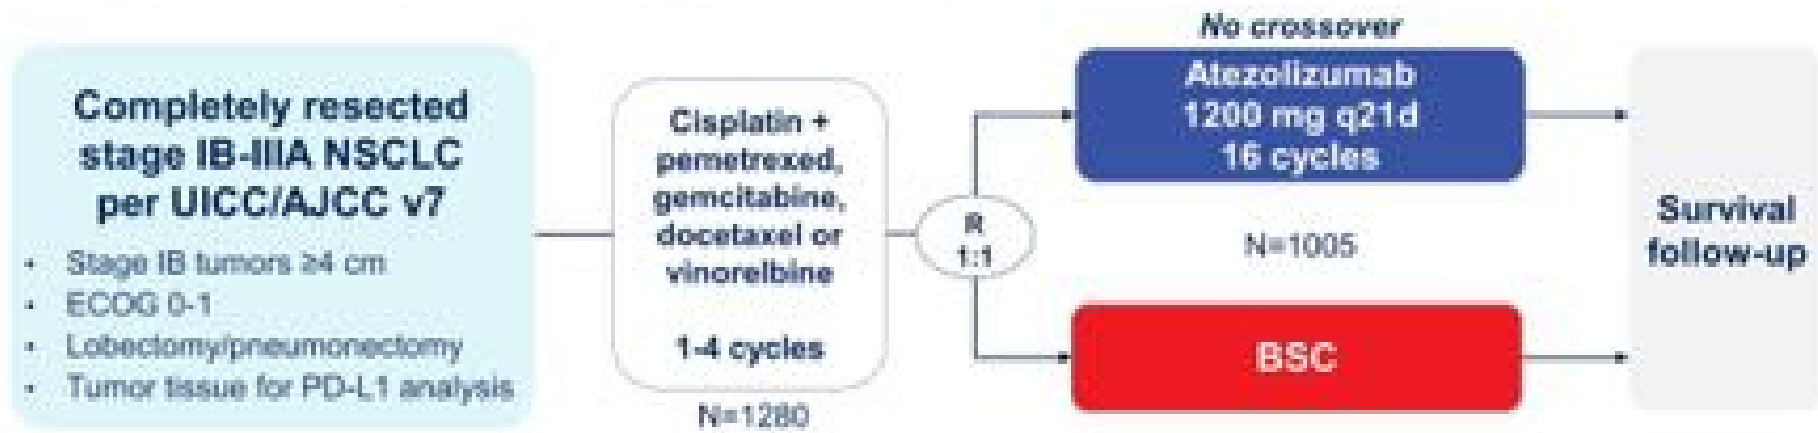 Completely resected
stage IB-IIIA NSCLC
per UICC/AJCC v7
• Stage IB tumors ≥4 cm
• ECOG 0-1
• Lobectomy/pneumonectomy
• Tumor tissue for PD-L1 analysis
Cisplatin +
pemetrexed,
gemcitabine,
docetaxel or
vinorelbine
1-4 cycles
N=1280
R
1:1
No crossover
Atezolizumab
1200 mg q21d
16 cycles
N=1005
BSC
Survival
follow-up